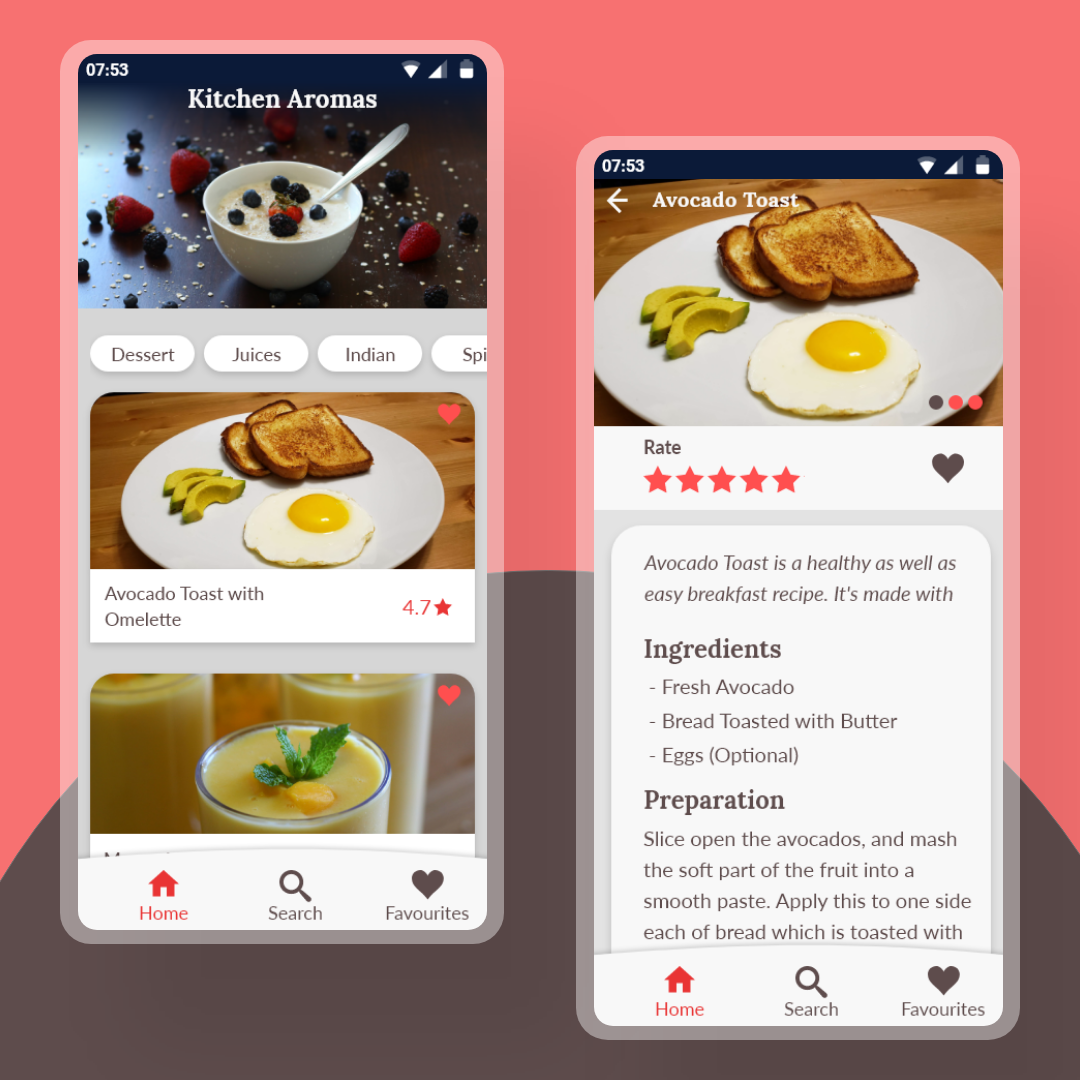 07:53
Kitchen Aromas
Dessert
Juices
Indian
Spi
Avocado Toast with
Omelette
4.7
Home
Search
Favourites
07:53
Avocado Toast
Rate
Avocado Toast is a healthy as well as
easy breakfast recipe. It's made with
Ingredients
- Fresh Avocado
- Bread Toasted with Butter
- Eggs (Optional)
Preparation
Slice open the avocados, and mash
the soft part of the fruit into a
smooth paste. Apply this to one side
each of bread which is toasted with
Home
Search
Favourites